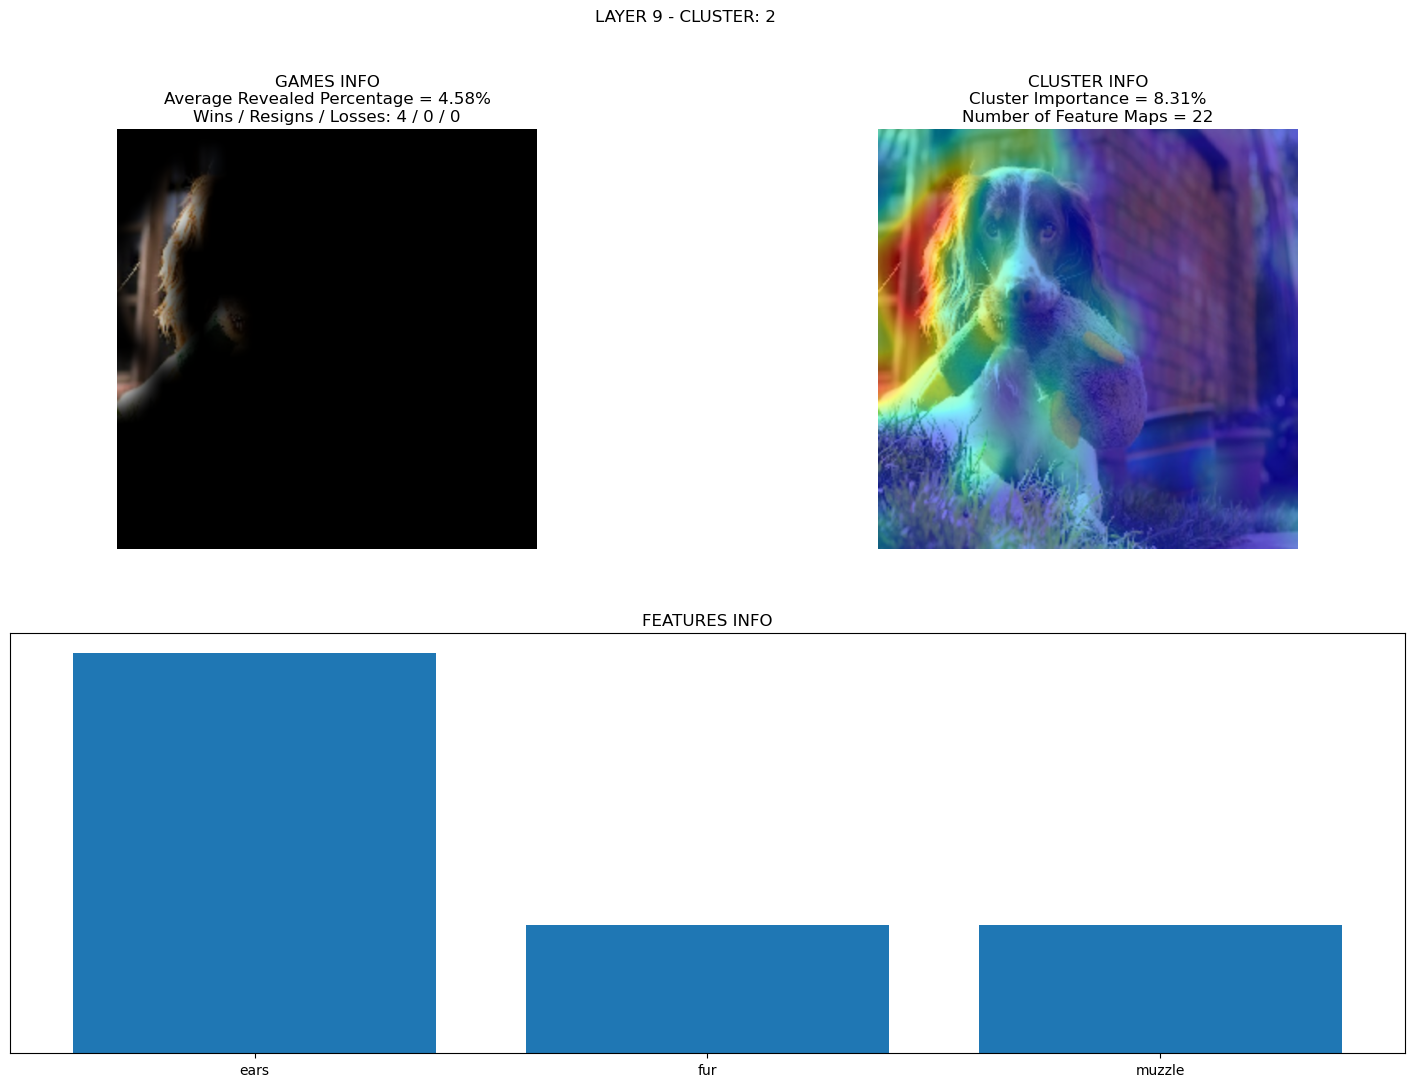 LAYER 9 - CLUSTER: 2
GAMES INFO
Average Revealed Percentage = 4.58%
Wins / Resigns / Losses: 4 / 0 / 0
CLUSTER INFO
Cluster Importance = 8.31%
Number of Feature Maps = 22
FEATURES INFO
ears
fur
muzzle